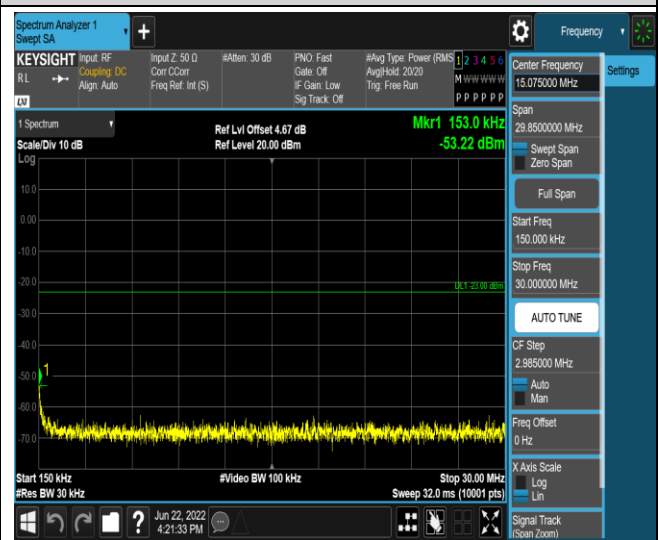 Spectrum Analyzer 1
Swept SA
Frequency
KEYSIGHT
RL
Input: RF
Coupling: DC
Align: Auto
Input Z: 50 Ω
Corr CCorr
Freq Ref: Int (S)
#Atten: 30 dB
PNO: Fast
Gate: Off
IF Gain: Low
Sig Track: Off
#Avg Type: Power (RMS
Avg|Hold: 20/20
Trig: Free Run
1 2 3 4 5 6
M W W W W W
P P P P P P
LXI
1 Spectrum
Scale/Div 10 dB
Ref Lvl Offset 4.67 dB
Ref Level 20.00 dBm
Mkr1 153.0 kHz
-53.22 dBm
Log
10.0
0.00
-10.0
-20.0
DL1 -23.00 dBm
-30.0
-40.0
-50.0
1
-60.0
-70.0
Start 150 kHz
#Video BW 100 kHz
Stop 30.00 MHz
#Res BW 30 kHz
Sweep 32.0 ms (10001 pts)
?
Jun 22, 2022
4:21:33 PM
Center Frequency
15.075000 MHz
Settings
Span
29.8500000 MHz
Swept Span
Zero Span
Full Span
Start Freq
150.000 kHz
Stop Freq
30.000000 MHz
AUTO TUNE
CF Step
2.985000 MHz
Auto
Man
Freq Offset
0 Hz
X Axis Scale
Log
Lin
Signal Track
(Span Zoom)